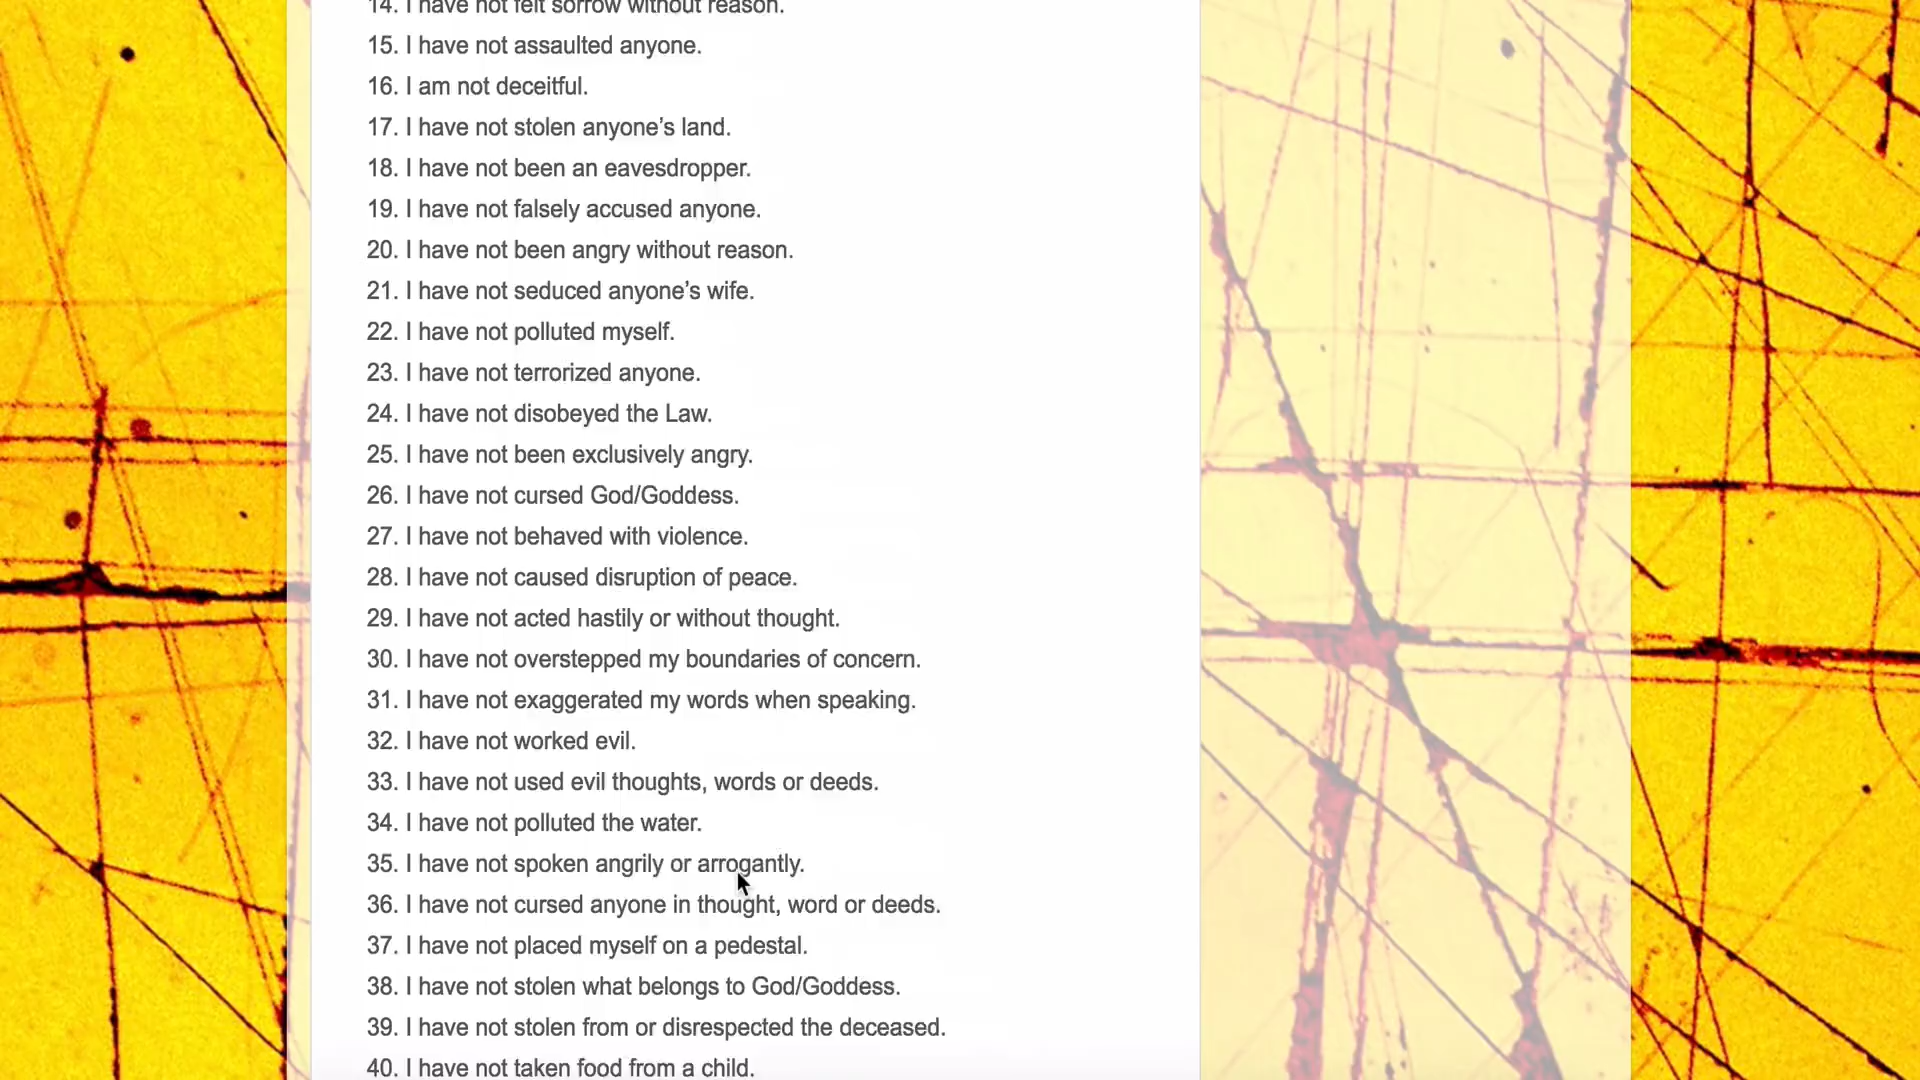 14. I have not felt sorrow without reason.
15. I have not assaulted anyone.
16. I am not deceitful.
17. I have not stolen anyone’s land.
18. I have not been an eavesdropper.
19. I have not falsely accused anyone.
20. I have not been angry without reason.
21. I have not seduced anyone’s wife.
22. I have not polluted myself.
23. I have not terrorized anyone.
24. I have not disobeyed the Law.
25. I have not been exclusively angry.
26. I have not cursed God/Goddess.
27. I have not behaved with violence.
28. I have not caused disruption of peace.
29. I have not acted hastily or without thought.
30. I have not overstepped my boundaries of concern.
31. I have not exaggerated my words when speaking.
32. I have not worked evil.
33. I have not used evil thoughts, words or deeds.
34. I have not polluted the water.
35. I have not spoken angrily or arrogantly.
36. I have not cursed anyone in thought, word or deeds.
37. I have not placed myself on a pedestal.
38. I have not stolen what belongs to God/Goddess.
39. I have not stolen from or disrespected the deceased.
40. I have not taken food from a child.